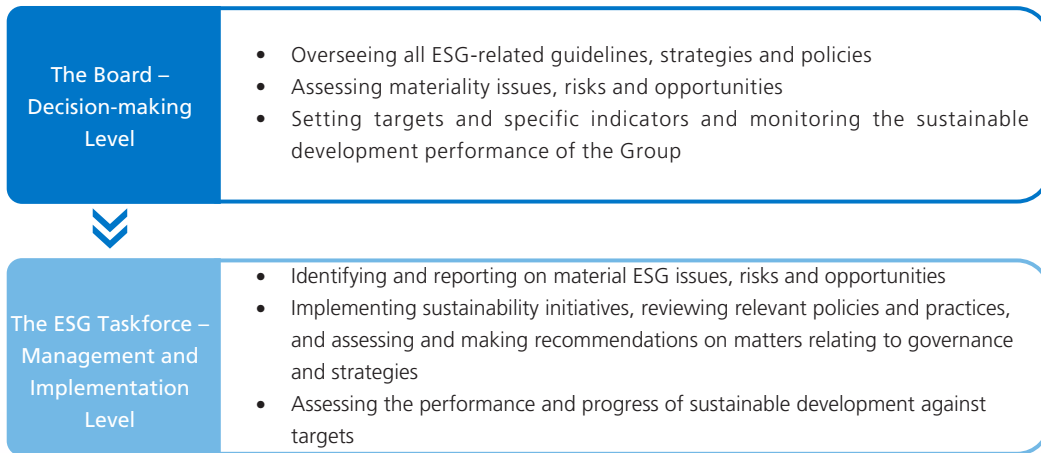 The Board –
Decision-making
Level
• Overseeing all ESG-related guidelines, strategies and policies
• Assessing materiality issues, risks and opportunities
• Setting targets and specific indicators and monitoring the sustainable
development performance of the Group
The ESG Taskforce –
Management and
Implementation
Level
• Identifying and reporting on material ESG issues, risks and opportunities
• Implementing sustainability initiatives, reviewing relevant policies and practices,
and assessing and making recommendations on matters relating to governance
and strategies
• Assessing the performance and progress of sustainable development against
targets